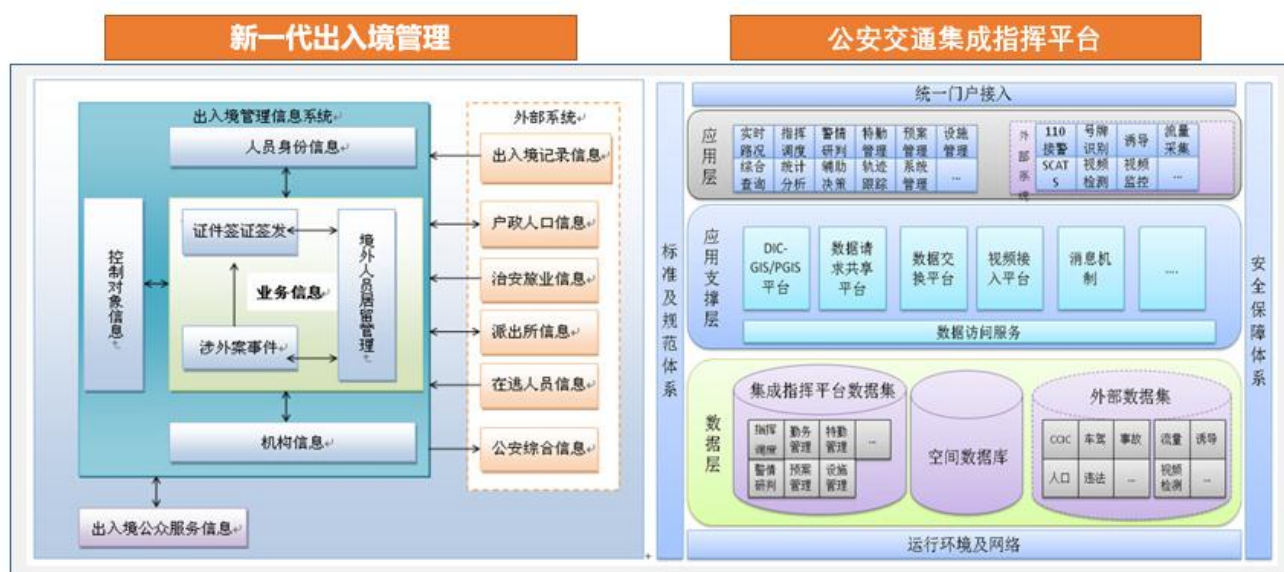 新一代出入境管理
公安交通集成指挥平台
出入境管理信息系统
人员身份信息
控制对象信息
证件签证签发
境外人员居留管理
业务信息
涉外案事件
机构信息
出入境公众服务信息
外部系统
出入境记录信息
户政人口信息
治安旅业信息
派出所信息
在逃人员信息
公安综合信息
标准及规范体系
统一门户接入
应用层
实时路况
指挥调度
警情研判
特勤管理
预案管理
设施管理
综合查询
统计分析
辅助决策
轨迹跟踪
系统管理
...
外部系统
110接警
号牌识别
诱导
流量采集
SCATS
视频检测
视频监控
...
应用支撑层
DIC-
GIS/PGIS
平台
数据请
求共享
平台
数据交
换平台
视频接
入平台
消息机
制
....
数据访问服务
数据层
集成指挥平台数据集
指挥调度
勤务管理
特勤管理
...
警情研判
预案管理
设施管理
空间数据库
外部数据集
车驾
事故
流量
诱导
人口
违法
...
视频检测
...
运行环境及网络
安全保障体系